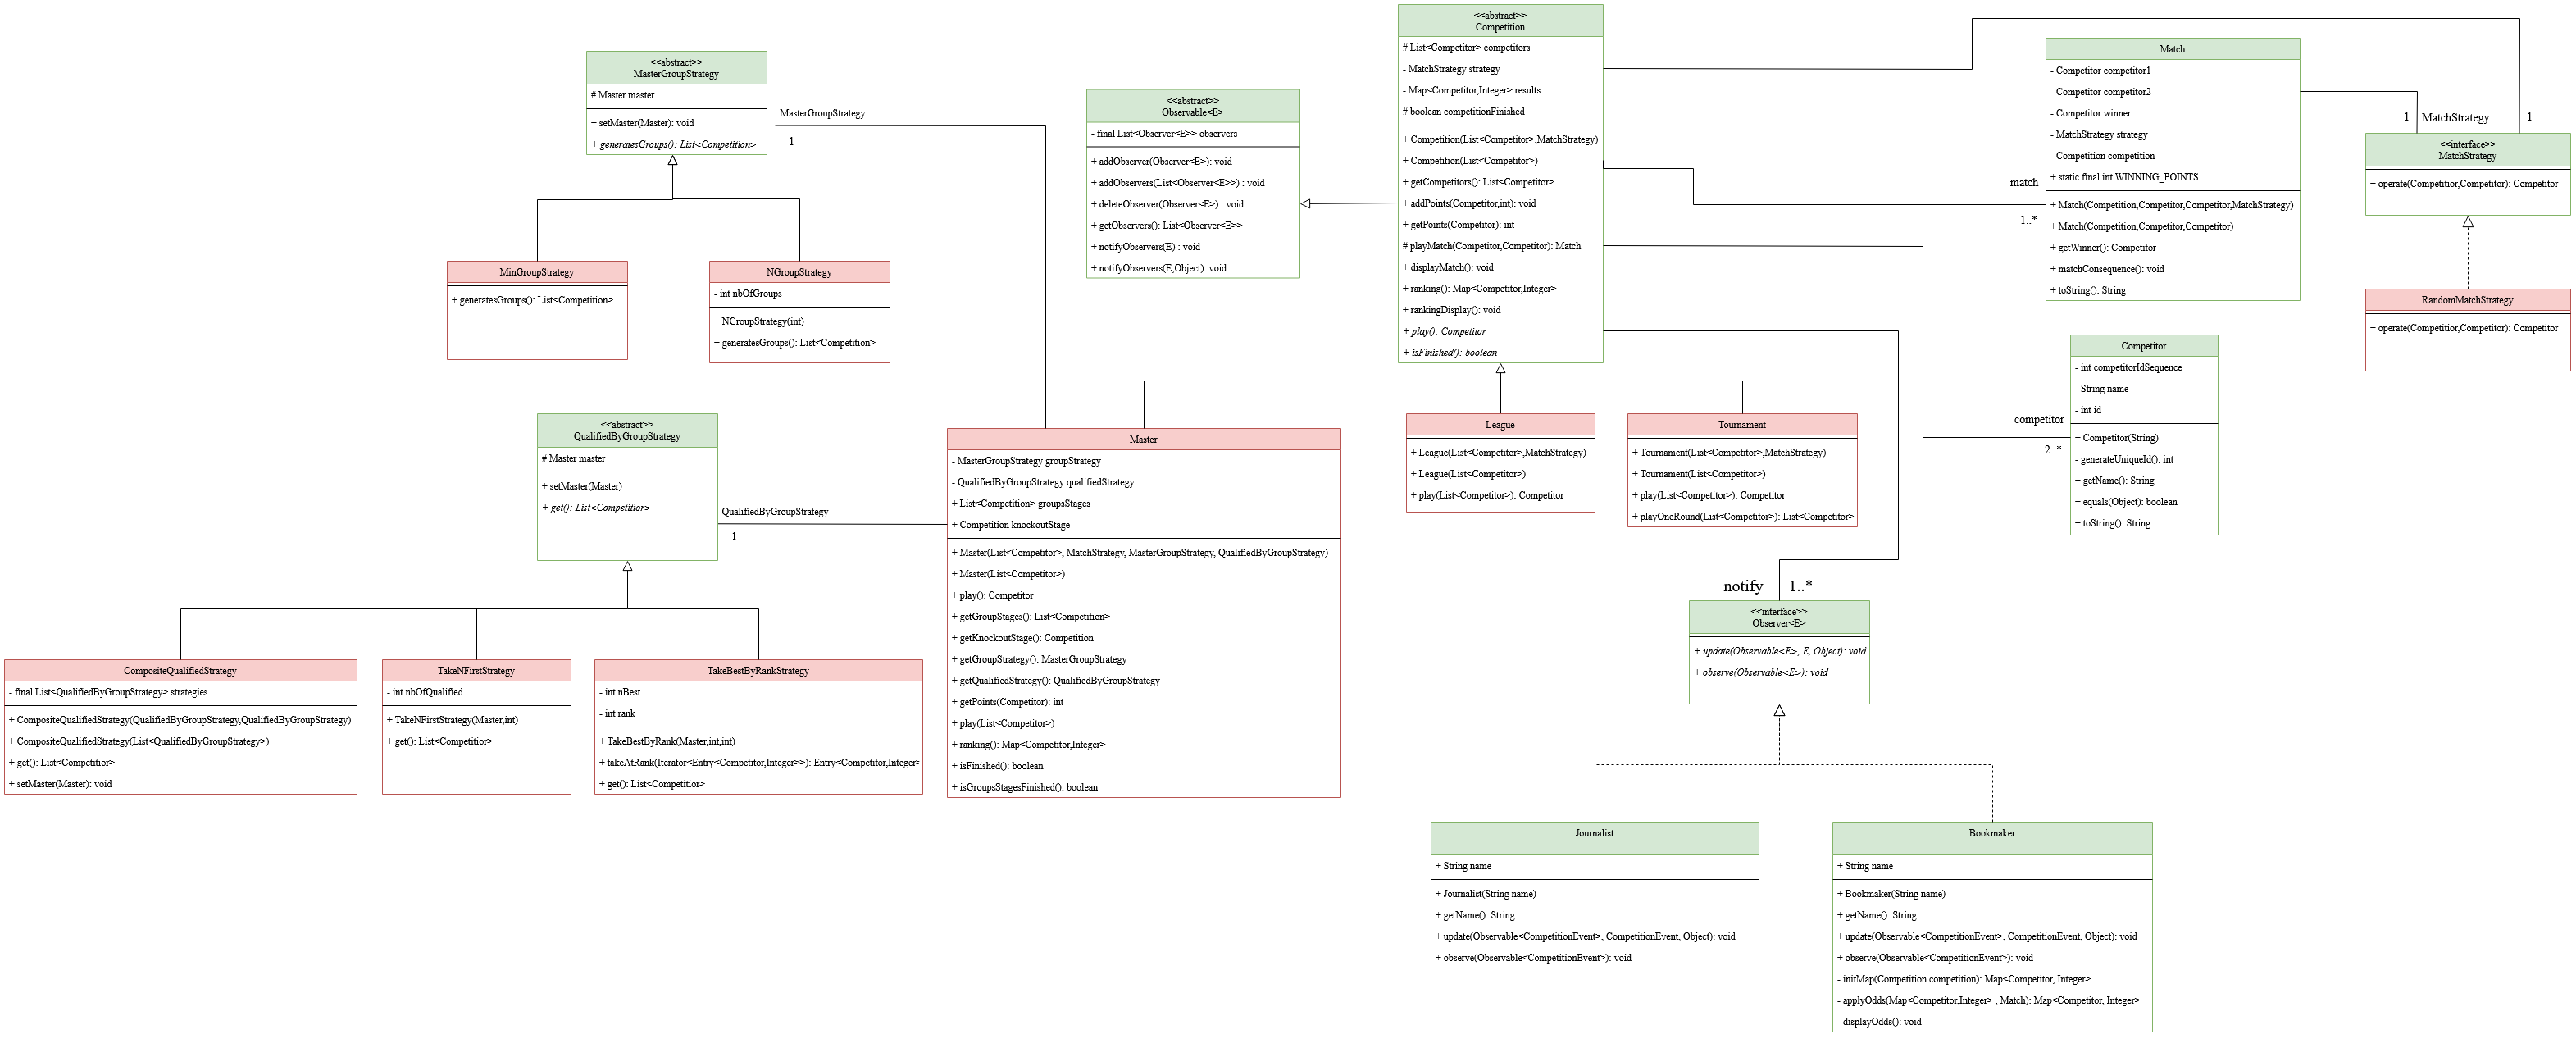 <<abstract>>
MasterGroupStrategy
# Master master
+ setMaster(Master): void
+ generatesGroups(): List<Competition>
MasterGroupStrategy
1
MinGroupStrategy
+ generatesGroups(): List<Competition>
NGroupStrategy
- int nbOfGroups
+ NGroupStrategy(int)
+ generatesGroups(): List<Competition>
<<abstract>>
Observable<E>
- final List<Observer<E>> observers
+ addObserver(Observer<E>): void
+ addObservers(List<Observer<E>>) : void
+ deleteObserver(Observer<E>) : void
+ getObservers(): List<Observer<E>>
+ notifyObservers(E) : void
+ notifyObservers(E,Object) :void
<<abstract>>
Competition
# List<Competitor> competitors
- MatchStrategy strategy
- Map<Competitor,Integer> results
# boolean competitionFinished
+ Competition(List<Competitor>,MatchStrategy)
+ Competition(List<Competitor>)
+ getCompetitors(): List<Competitor>
+ addPoints(Competitor,int): void
+ getPoints(Competitor): int
# playMatch(Competitor,Competitor): Match
+ displayMatch(): void
+ ranking(): Map<Competitor,Integer>
+ rankingDisplay(): void
+ play(): Competitor
+ isFinished(): boolean
match
1..*
Match
- Competitor competitor1
- Competitor competitor2
- Competitor winner
- MatchStrategy strategy
- Competition competition
+ static final int WINNING_POINTS
+ Match(Competition,Competitor,Competitor,MatchStrategy)
+ Match(Competition,Competitor,Competitor)
+ getWinner(): Competitor
+ matchConsequence(): void
+ toString(): String
1
MatchStrategy
1
<<interface>>
MatchStrategy
+ operate(Competitior,Competitor): Competitor
RandomMatchStrategy
+ operate(Competitior,Competitor): Competitor
competitor
2..*
Competitor
- int competitorIdSequence
- String name
- int id
+ Competitor(String)
- generateUniqueId(): int
+ getName(): String
+ equals(Object): boolean
+ toString(): String
<<abstract>>
QualifiedByGroupStrategy
# Master master
+ setMaster(Master)
+ get(): List<Competitior>
QualifiedByGroupStrategy
1
Master
- MasterGroupStrategy groupStrategy
- QualifiedByGroupStrategy qualifiedStrategy
+ List<Competition> groupsStages
+ Competition knockoutStage
+ Master(List<Competitor>, MatchStrategy, MasterGroupStrategy, QualifiedByGroupStrategy)
+ Master(List<Competitor>)
+ play(): Competitor
+ getGroupStages(): List<Competition>
+ getKnockoutStage(): Competition
+ getGroupStrategy(): MasterGroupStrategy
+ getQualifiedStrategy(): QualifiedByGroupStrategy
+ getPoints(Competitor): int
+ play(List<Competitor>)
+ ranking(): Map<Competitor,Integer>
+ isFinished(): boolean
+ isGroupsStagesFinished(): boolean
League
+ League(List<Competitor>,MatchStrategy)
+ League(List<Competitor>)
+ play(List<Competitor>): Competitor
Tournament
+ Tournament(List<Competitor>,MatchStrategy)
+ Tournament(List<Competitor>)
+ play(List<Competitor>): Competitor
+ playOneRound(List<Competitor>): List<Competitor>
notify
1..*
<<interface>>
Observer<E>
+ update(Observable<E>, E, Object): void
+ observe(Observable<E>): void
CompositeQualifiedStrategy
- final List<QualifiedByGroupStrategy> strategies
+ CompositeQualifiedStrategy(QualifiedByGroupStrategy,QualifiedByGroupStrategy)
+ CompositeQualifiedStrategy(List<QualifiedByGroupStrategy>)
+ get(): List<Competitior>
+ setMaster(Master): void
TakeNFirstStrategy
- int nbOfQualified
+ TakeNFirstStrategy(Master,int)
+ get(): List<Competitior>
TakeBestByRankStrategy
- int nBest
- int rank
+ TakeBestByRank(Master,int,int)
+ takeAtRank(Iterator<Entry<Competitor,Integer>>): Entry<Competitor,Integer>
+ get(): List<Competitior>
Journalist
+ String name
+ Journalist(String name)
+ getName(): String
+ update(Observable<CompetitionEvent>, CompetitionEvent, Object): void
+ observe(Observable<CompetitionEvent>): void
Bookmaker
+ String name
+ Bookmaker(String name)
+ getName(): String
+ update(Observable<CompetitionEvent>, CompetitionEvent, Object): void
+ observe(Observable<CompetitionEvent>): void
- initMap(Competition competition): Map<Competitor, Integer>
- applyOdds(Map<Competitor,Integer> , Match): Map<Competitor, Integer>
- displayOdds(): void